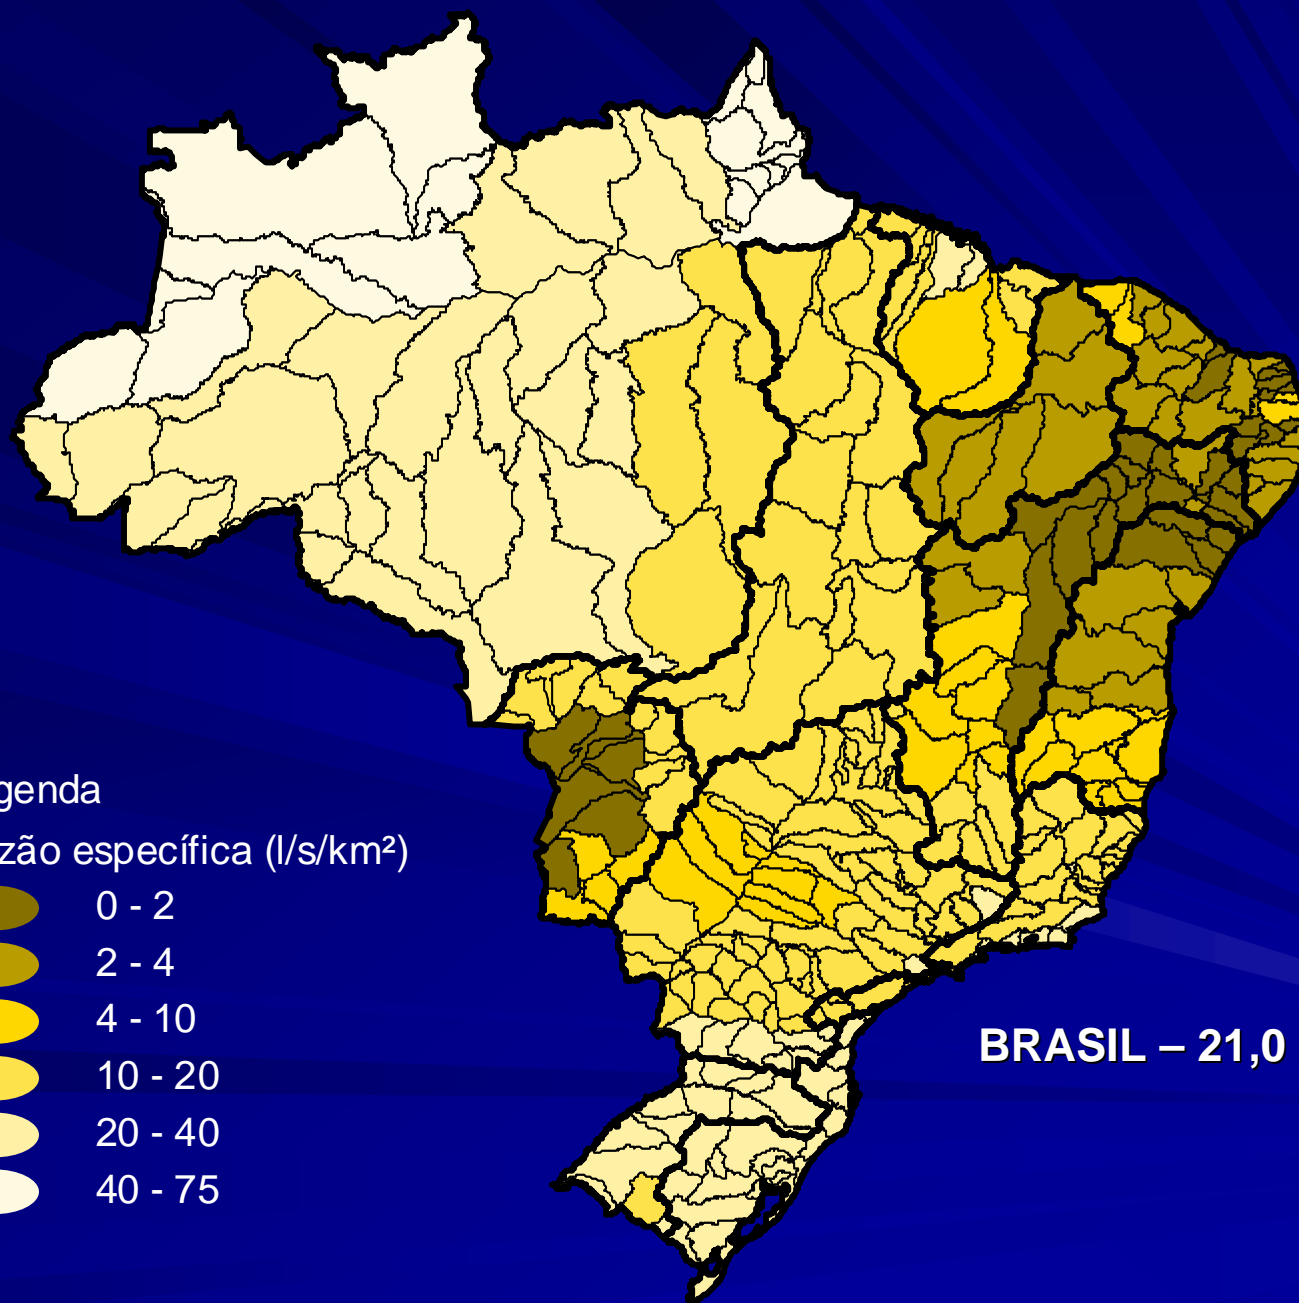 genda
zão específica (l/s/km²)
0 - 2
2 - 4
4 - 10
10 - 20
20 - 40
40 - 75
BRASIL – 21,0